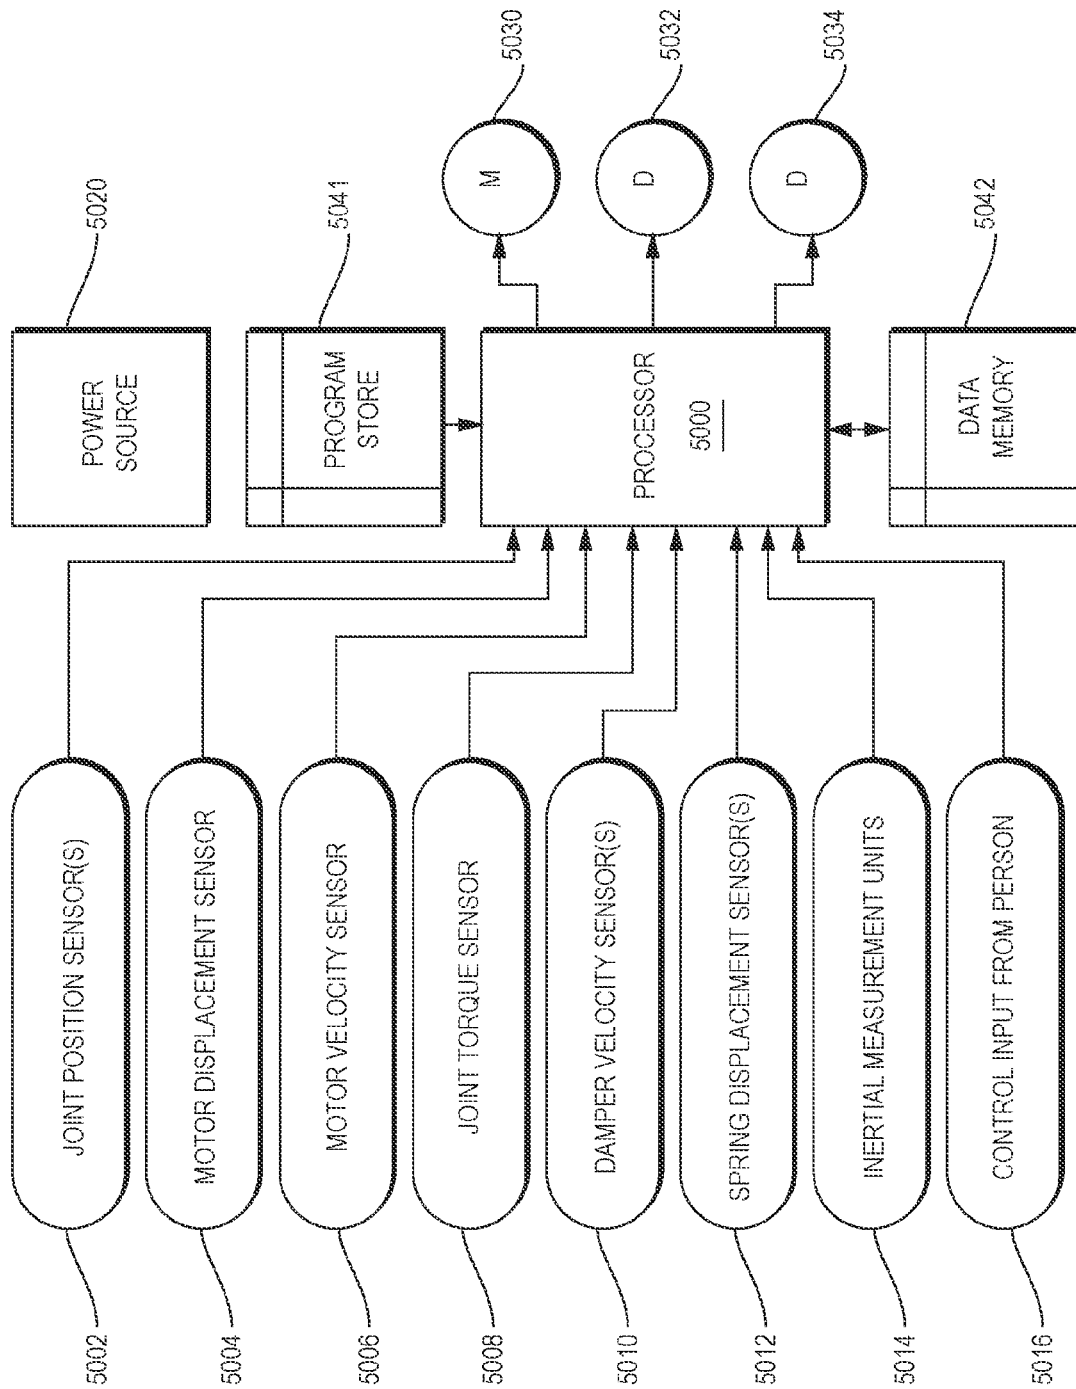 5002
JOINT POSITION SENSOR(S)
5004
MOTOR DISPLACEMENT SENSOR
5006
MOTOR VELOCITY SENSOR
5008
JOINT TORQUE SENSOR
5010
DAMPER VELOCITY SENSOR(S)
5012
SPRING DISPLACEMENT SENSOR(S)
5014
INERTIAL MEASUREMENT UNITS
5016
CONTROL INPUT FROM PERSON
POWER
SOURCE
5020
PROGRAM
STORE
5041
PROCESSOR
5000
DATA
MEMORY
5042
M
5030
D
5032
D
5034